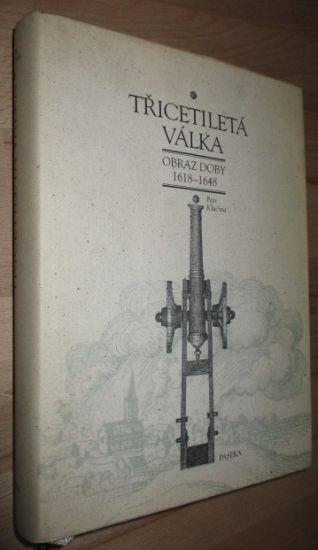 TŘICETILETÁ
VÁLKA
OBRAZ DOBY
1618–1648
Petr
Klučina
PASEKA